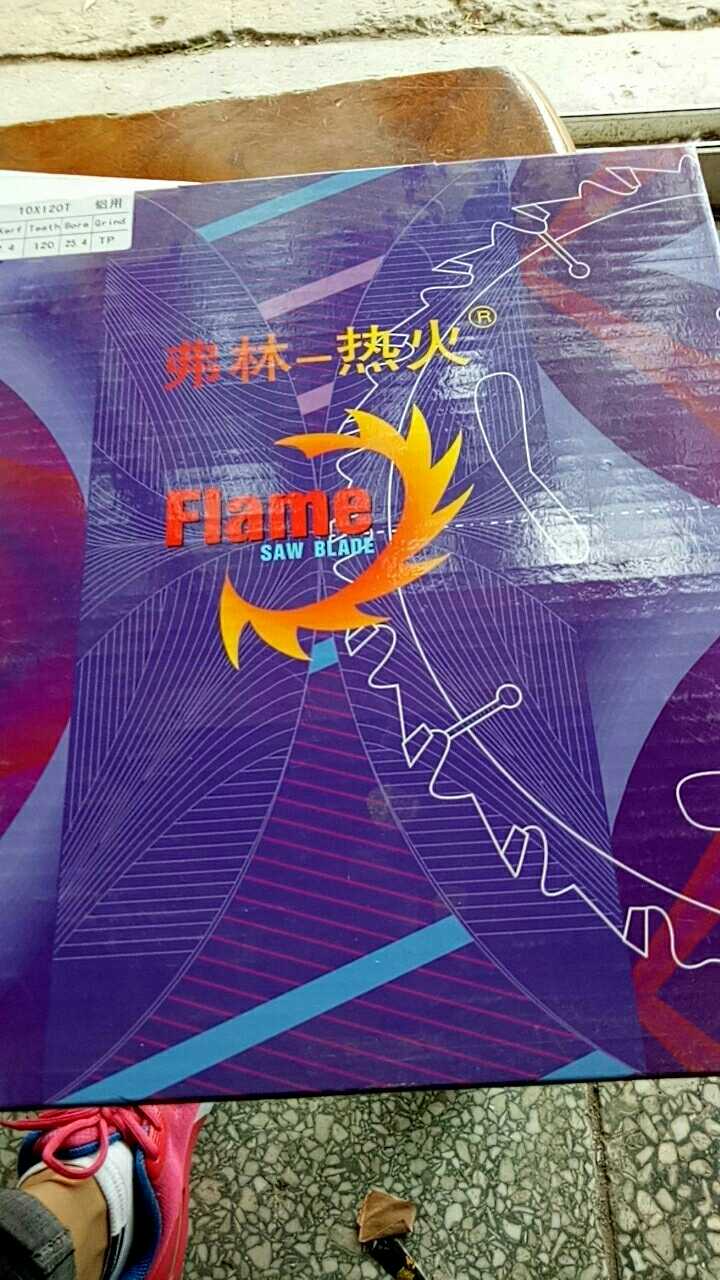 10X120T 铝用
Kerf Teeth Bore Grind
120 25.4 TP
弗林—热火®
Flame
SAW BLADE